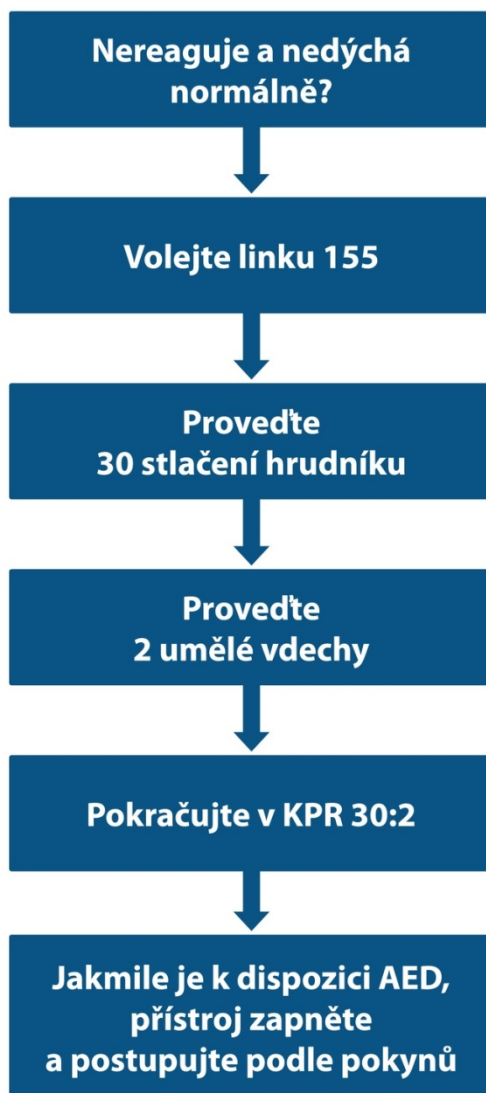 Nereaguje a nedýchá
normálně?
Volejte linku 155
Proveďte
30 stlačení hrudníku
Proveďte
2 umělé vdechy
Pokračujte v KPR 30:2
Jakmile je k dispozici AED,
přístroj zapněte
a postupujte podle pokynů